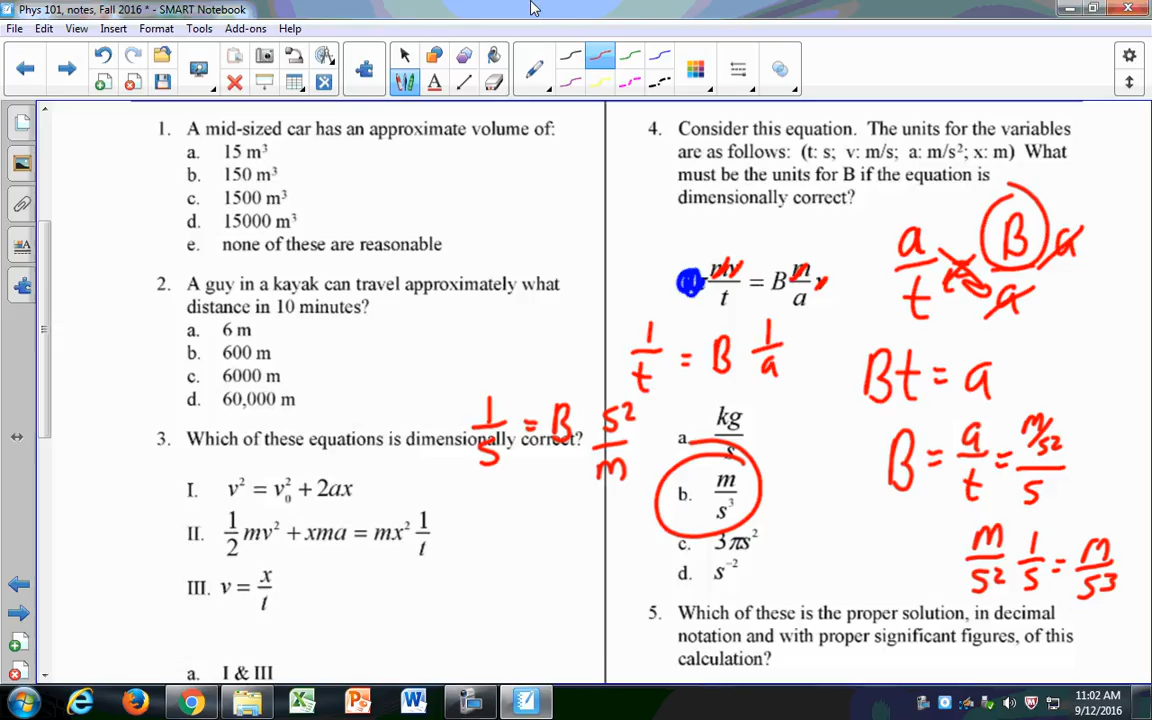 Phys 101, notes, Fall 2016 * - SMART Notebook
File Edit View Insert Format Tools Add-ons Help
1. A mid-sized car has an approximate volume of:
a. 15 m³
b. 150 m³
c. 1500 m³
d. 15000 m³
e. none of these are reasonable
2. A guy in a kayak can travel approximately what
distance in 10 minutes?
a. 6 m
b. 600 m
c. 6000 m
d. 60,000 m
3. Which of these equations is dimensionally correct?
I. v² = v₀² + 2ax
II. 1/2 mv² + xma = mx² 1/t
III. v = x/t
a. I & III
4. Consider this equation. The units for the variables
are as follows: (t: s; v: m/s; a: m/s²; x: m) What
must be the units for B if the equation is
dimensionally correct?
mv/t = B m/a v
a/t B a/a
1/t = B 1/a
Bt = a
1/s = B s²/m
B = a/t = m/s²/s
m/s² 1/s = m/s³
a. kg/s
b. m/s³
c. 3πs²
d. s⁻²
5. Which of these is the proper solution, in decimal
notation and with proper significant figures, of this
calculation?
11:02 AM
9/12/2016